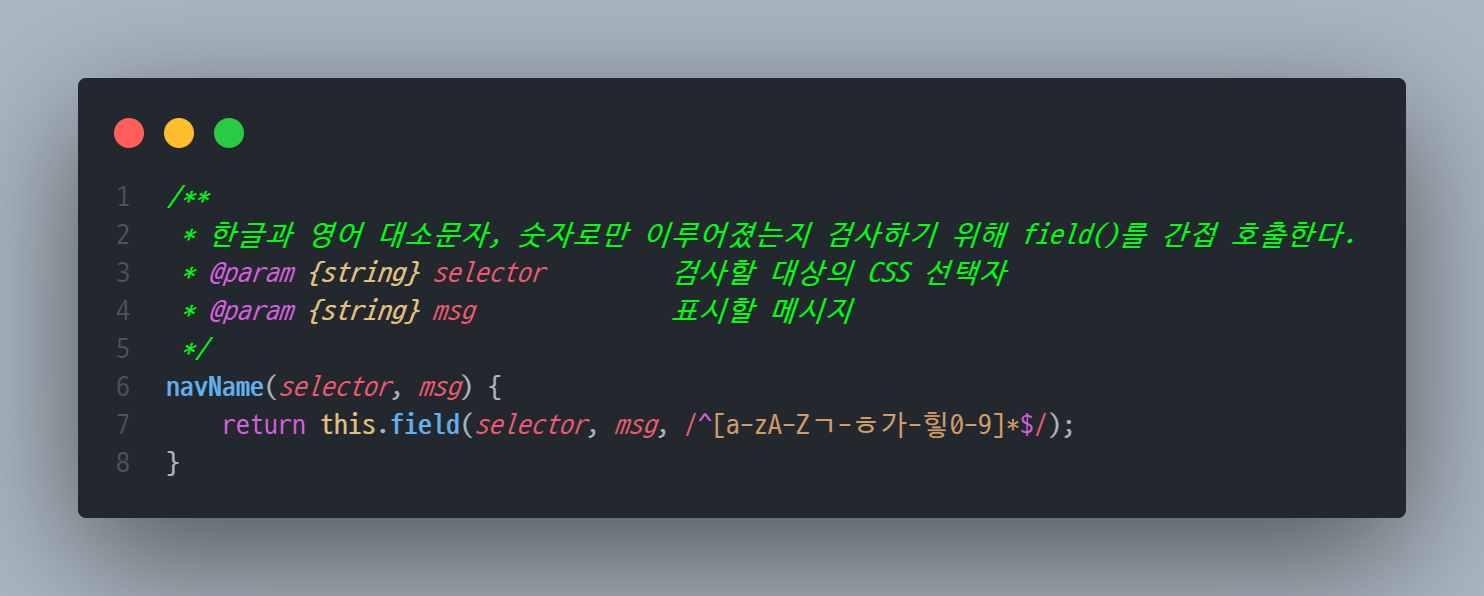 1 /**
2  * 한글과 영어 대소문자, 숫자로만 이루어졌는지 검사하기 위해 field()를 간접 호출한다.
3  * @param {string} selector         검사할 대상의 CSS 선택자
4  * @param {string} msg              표시할 메시지
5  */
6 navName(selector, msg) {
7     return this.field(selector, msg, /^[a-zA-Zㄱ-ㅎ가-힣0-9]*$/);
8 }